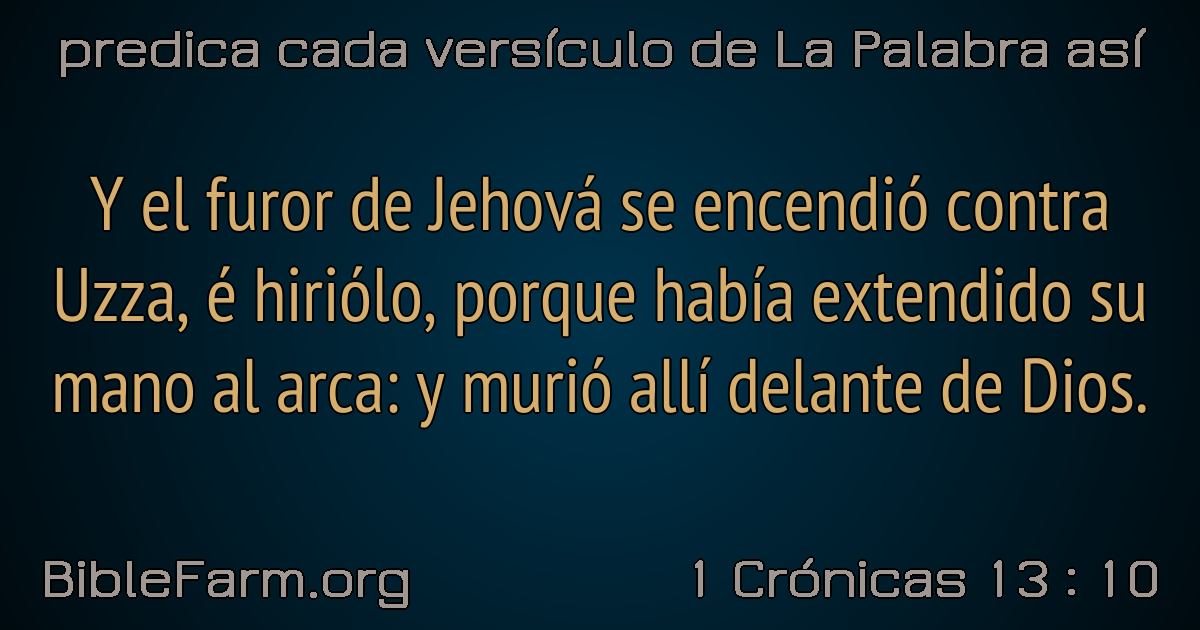 predica cada versículo de La Palabra así
Y el furor de Jehová se encendió contra
Uzza, é hiriólo, porque había extendido su
mano al arca: y murió allí delante de Dios.
BibleFarm.org
1 Crónicas 13 : 10